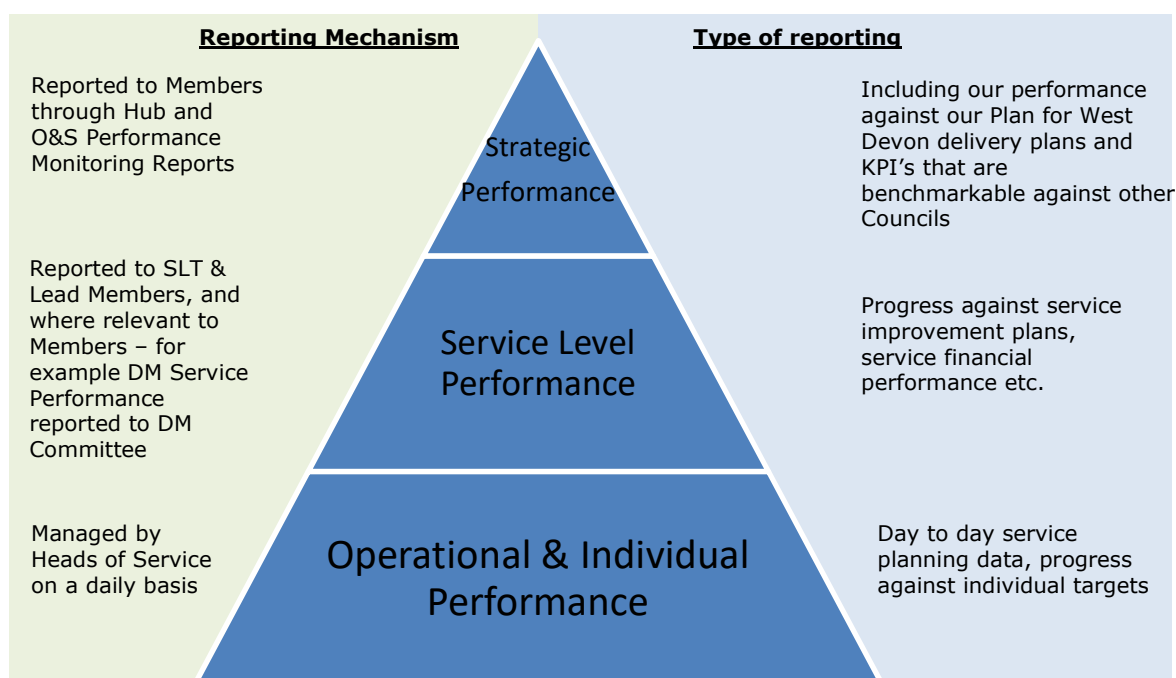 Reporting Mechanism
Type of reporting
Reported to Members
through Hub and
O&S Performance
Monitoring Reports
Strategic
Performance
Including our performance
against our Plan for West
Devon delivery plans and
KPI’s that are
benchmarkable against other
Councils
Reported to SLT &
Lead Members, and
where relevant to
Members – for
example DM Service
Performance
reported to DM
Committee
Service Level
Performance
Progress against service
improvement plans,
service financial
performance etc.
Managed by
Heads of Service
on a daily basis
Operational & Individual
Performance
Day to day service
planning data, progress
against individual targets